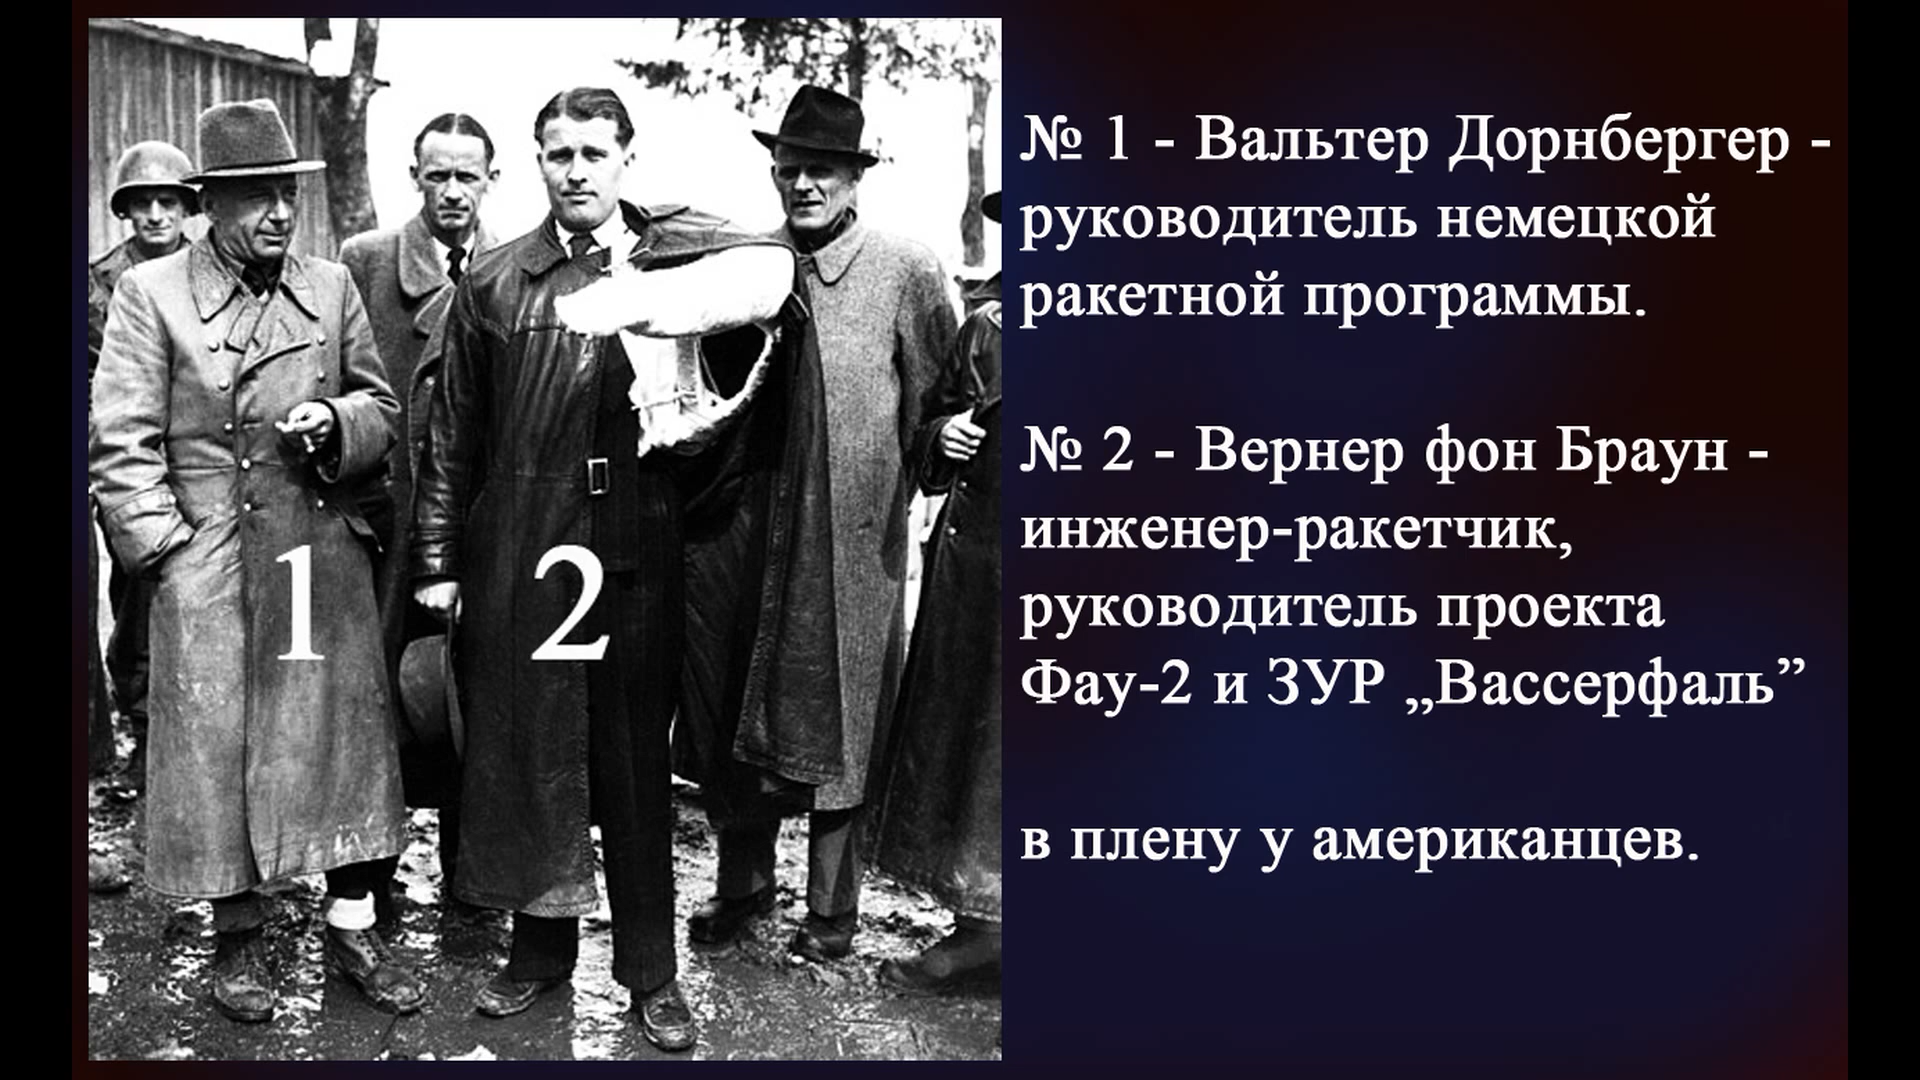 № 1 - Вальтер Дорнбергер -
руководитель немецкой
ракетной программы.
№ 2 - Вернер фон Браун -
инженер-ракетчик,
руководитель проекта
Фау-2 и ЗУР „Вассерфаль”
в плену у американцев.
1
2